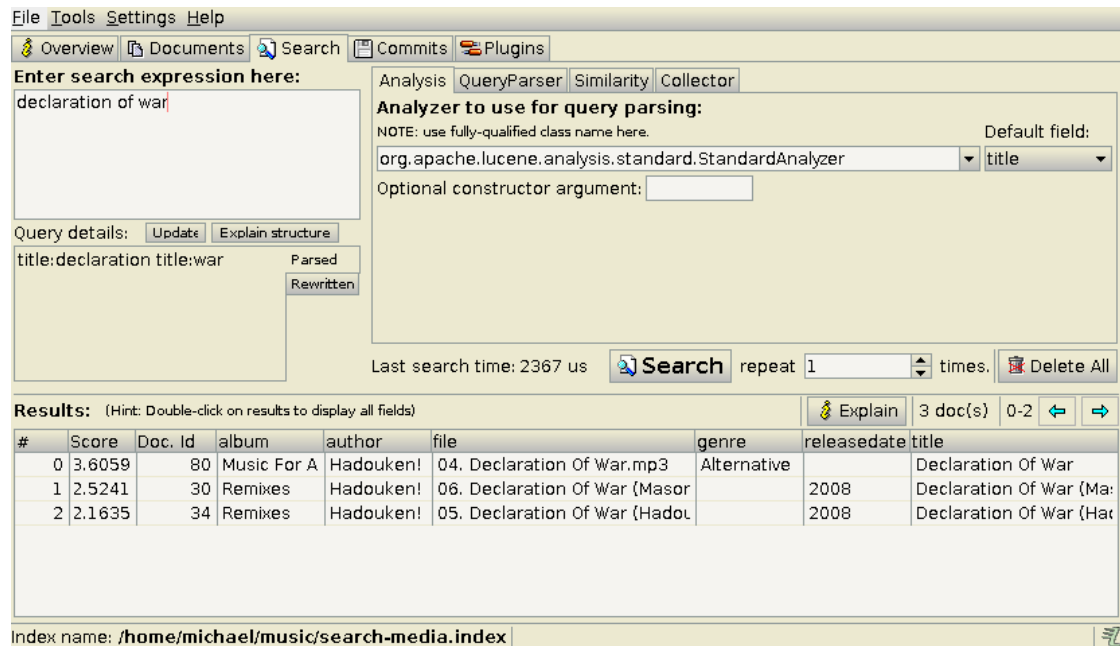 File Tools Settings Help
Overview Documents Search Commits Plugins
Enter search expression here:
declaration of war
Analysis QueryParser Similarity Collector
Analyzer to use for query parsing:
NOTE: use fully-qualified class name here.
Default field:
org.apache.lucene.analysis.standard.StandardAnalyzer
title
Optional constructor argument:
Query details: Update Explain structure
title:declaration title:war
Parsed
Rewritten
Last search time: 2367 us Search repeat 1 times. Delete All
Results: (Hint: Double-click on results to display all fields) Explain 3 doc(s) 0-2
# Score Doc. Id album author file genre releasedate title
0 3.6059 80 Music For A Hadouken! 04. Declaration Of War.mp3 Alternative Declaration Of War
1 2.5241 30 Remixes Hadouken! 06. Declaration Of War (Mason 2008 Declaration Of War (Mas
2 2.1635 34 Remixes Hadouken! 05. Declaration Of War (Hadou 2008 Declaration Of War (Had
Index name: /home/michael/music/search-media.index